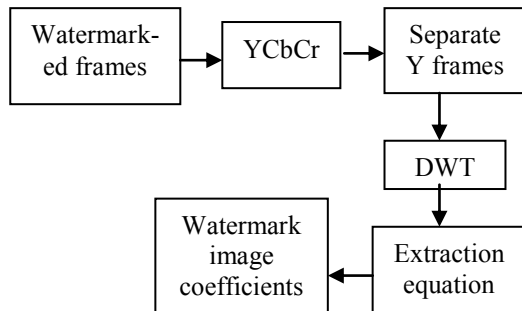 Watermark-
ed frames
YCbCr
Separate
Y frames
DWT
Extraction
equation
Watermark
image
coefficients